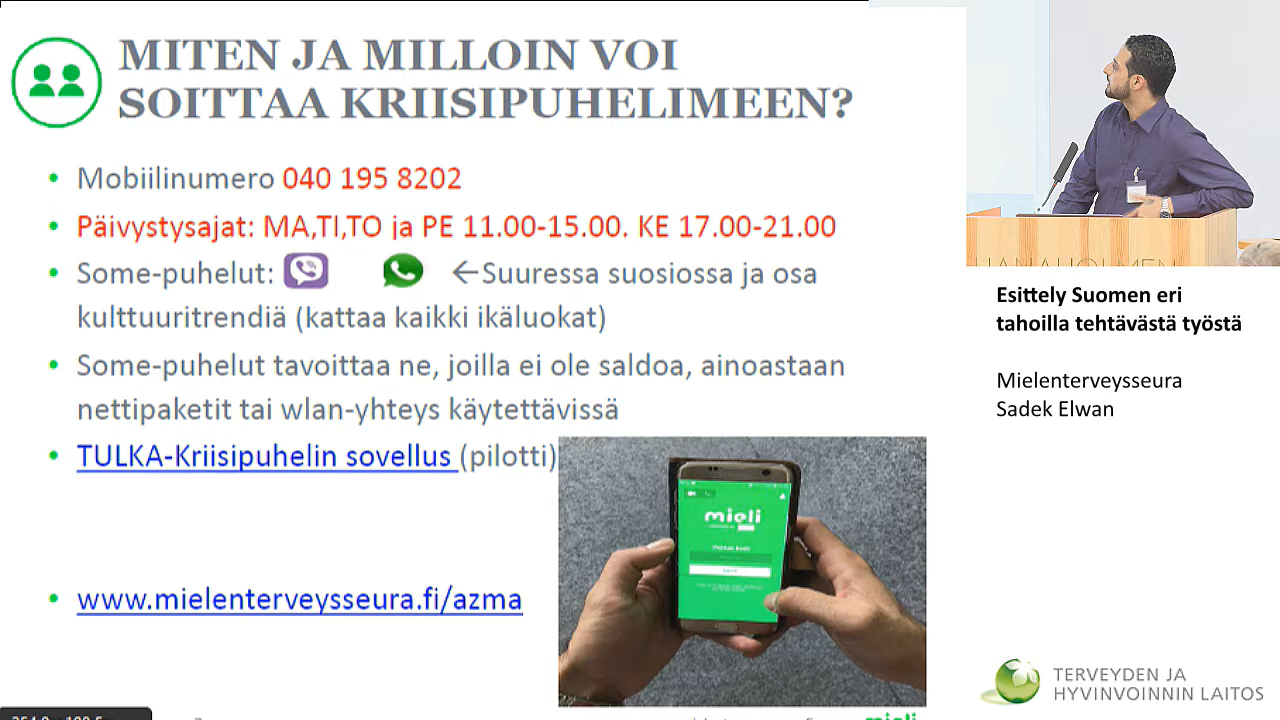 MITEN JA MILLOIN VOI
SOITTAA KRIISIPUHELIMEEN?
• Mobiilinumero 040 195 8202
• Päivystysajat: MA,TI,TO ja PE 11.00-15.00. KE 17.00-21.00
• Some-puhelut: ←Suuressa suosiossa ja osa
kulttuuritrendiä (kattaa kaikki ikäluokat)
• Some-puhelut tavoittaa ne, joilla ei ole saldoa, ainoastaan
nettipaketit tai wlan-yhteys käytettävissä
• TULKA-Kriisipuhelin sovellus (pilotti)
mieli
• www.mielenterveysseura.fi/azma
mieli
HANAHOLMEN
Esittely Suomen eri
tahoilla tehtävästä työstä
Mielenterveysseura
Sadek Elwan
TERVEYDEN JA
HYVINVOINNIN LAITOS